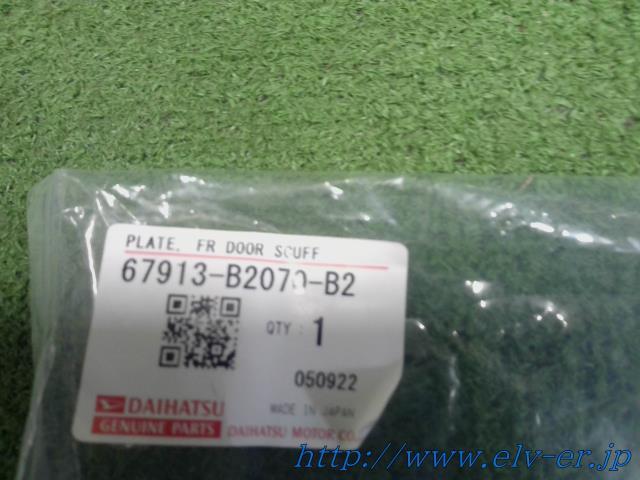 PLATE, FR DOOR SCUFF
67913-B2070-B2
QTY : 1
050922
MADE IN JAPAN
DAIHATSU
GENUINE PARTS
DAIHATSU MOTOR CO.
http://www.elv-er.jp